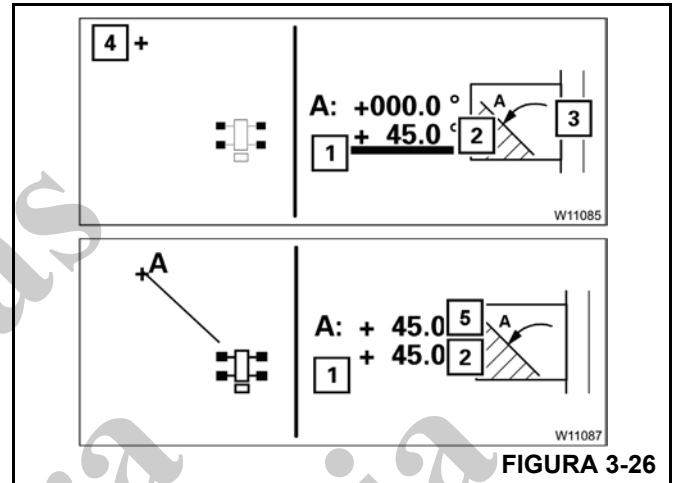 4 +
A: +000.0 ° A
+ 45.0 ° 2 3
1
W11085
+A
A: + 45.0 5 A
+ 45.0 2
1
W11087
FIGURA 3-26